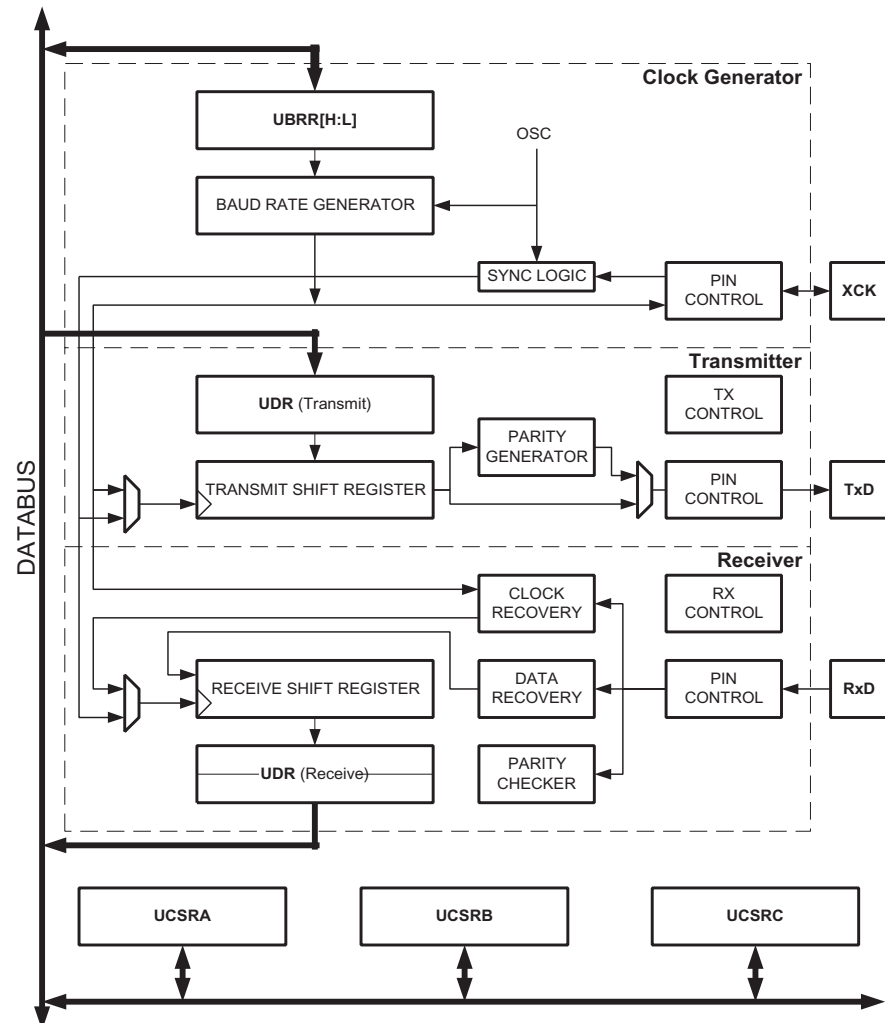 Clock Generator
UBRR[H:L]
OSC
BAUD RATE GENERATOR
SYNC LOGIC
PIN
CONTROL
XCK
Transmitter
UDR (Transmit)
TX
CONTROL
PARITY
GENERATOR
TRANSMIT SHIFT REGISTER
PIN
CONTROL
TxD
DATABUS
Receiver
CLOCK
RECOVERY
RX
CONTROL
RECEIVE SHIFT REGISTER
DATA
RECOVERY
PIN
CONTROL
RxD
UDR (Receive)
PARITY
CHECKER
UCSRA
UCSRB
UCSRC